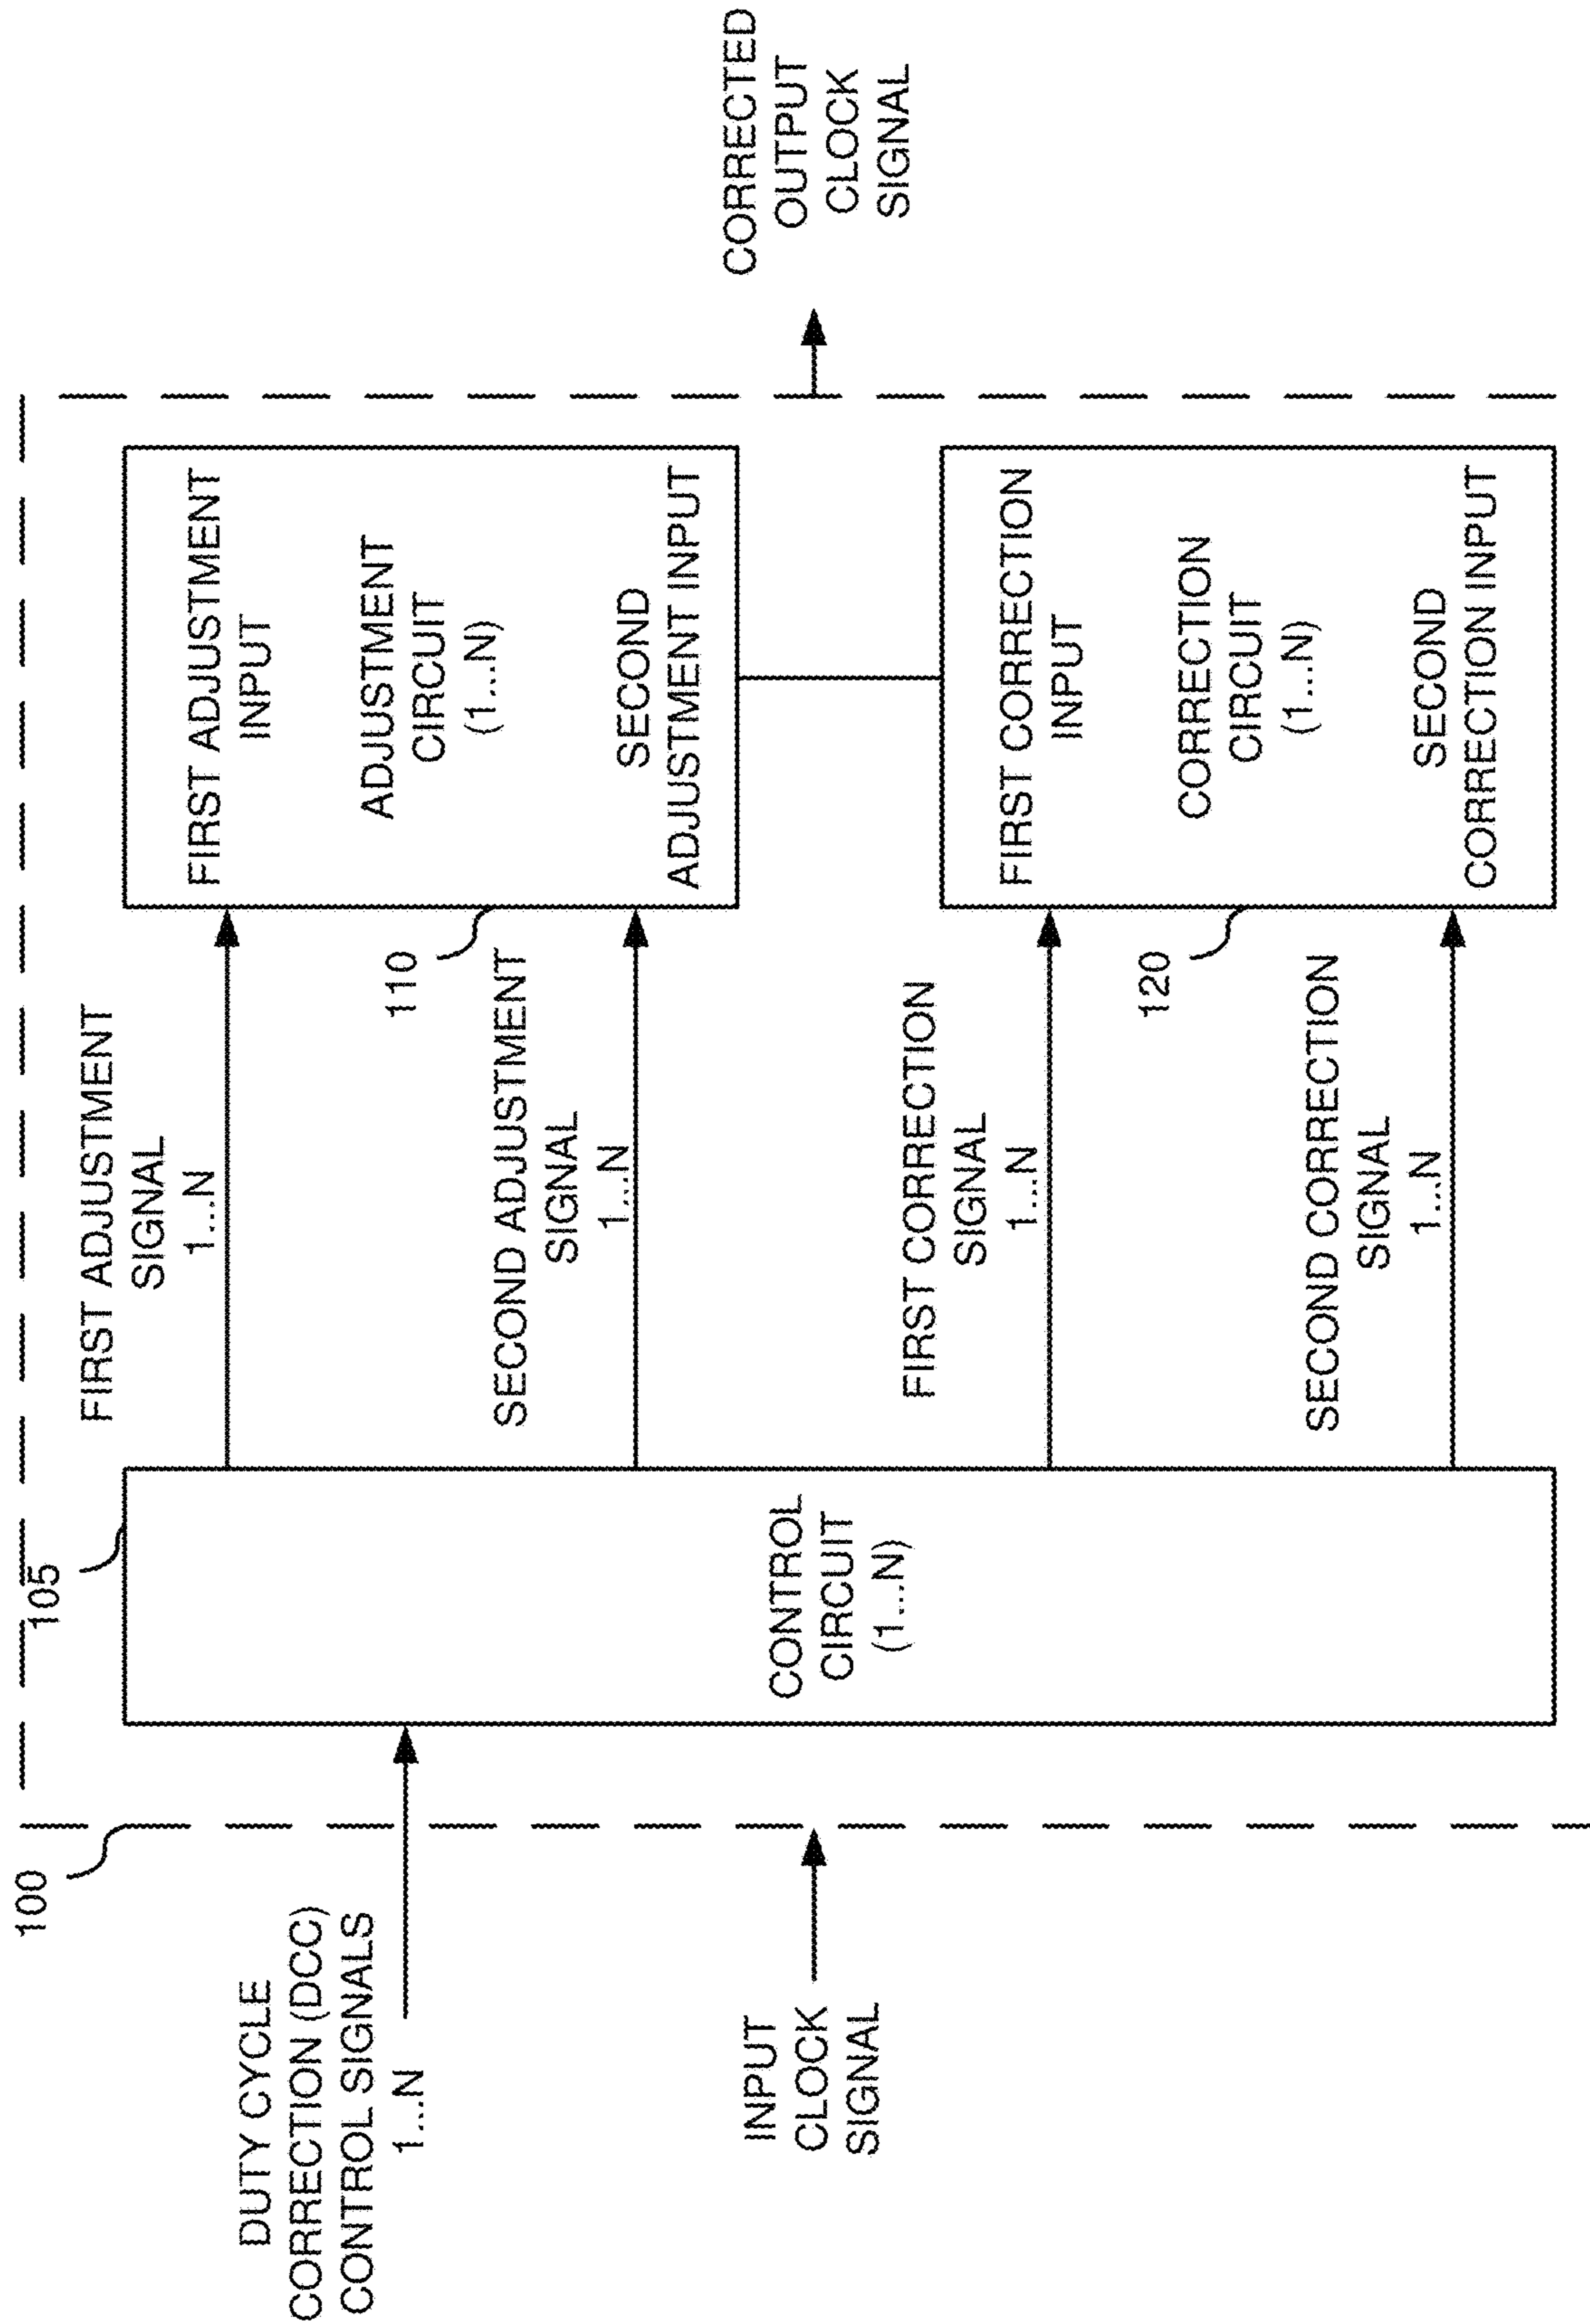 100
105
DUTY CYCLE
CORRECTION (DCC)
CONTROL SIGNALS
1...N
INPUT
CLOCK
SIGNAL
CONTROL
CIRCUIT
(1...N)
FIRST ADJUSTMENT
SIGNAL
1...N
SECOND ADJUSTMENT
SIGNAL
1...N
FIRST CORRECTION
SIGNAL
1...N
SECOND CORRECTION
SIGNAL
1...N
110
FIRST ADJUSTMENT
INPUT
ADJUSTMENT
CIRCUIT
(1...N)
SECOND
ADJUSTMENT INPUT
120
FIRST CORRECTION
INPUT
CORRECTION
CIRCUIT
(1...N)
SECOND
CORRECTION INPUT
CORRECTED
OUTPUT
CLOCK
SIGNAL